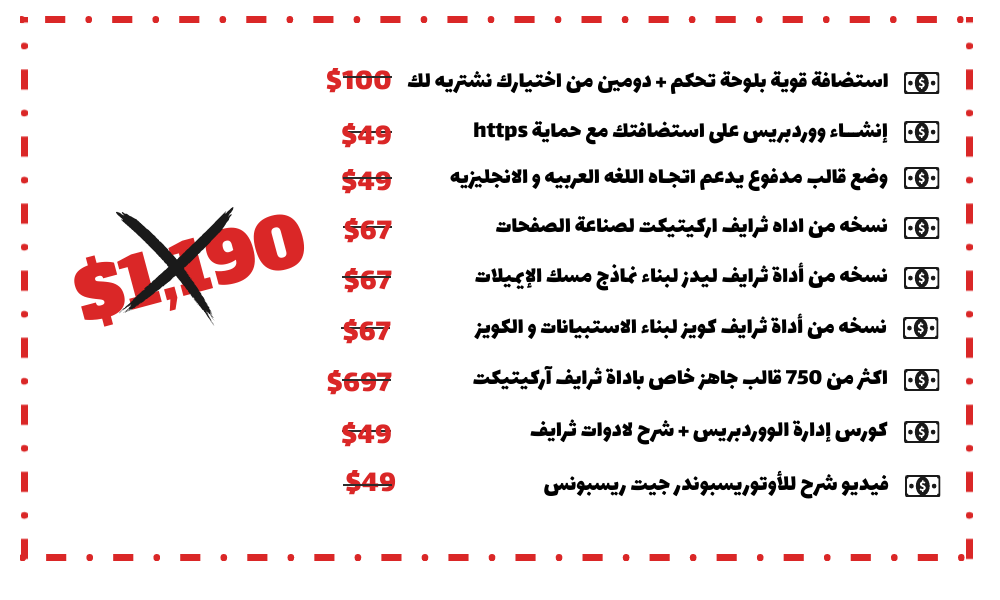 استضافة قوية بلوحة تحكم + دومين من اختيارك نشتريه لك $100
إنشـاء ووردبريس على استضافتك مع حماية https $49
وضع قالب مدفوع يدعم اتجاه اللغه العربيه و الانجليزيه $49
نسخه من اداه ثرايف اركيتيكت لصناعة الصفحات $67
نسخه من أداة ثرايف ليدز لبناء نماذج مسك الإيميلات $67
نسخه من أداة ثرايف كويز لبناء الاستبيانات و الكويز $67
اكثر من 750 قالب جاهز خاص باداة ثرايف آركيتيكت $697
كورس إدارة الووردبريس + شرح لادوات ثرايف $49
فيديو شرح للأوتوريسبوندر جيت ريسبونس $49
$1,190